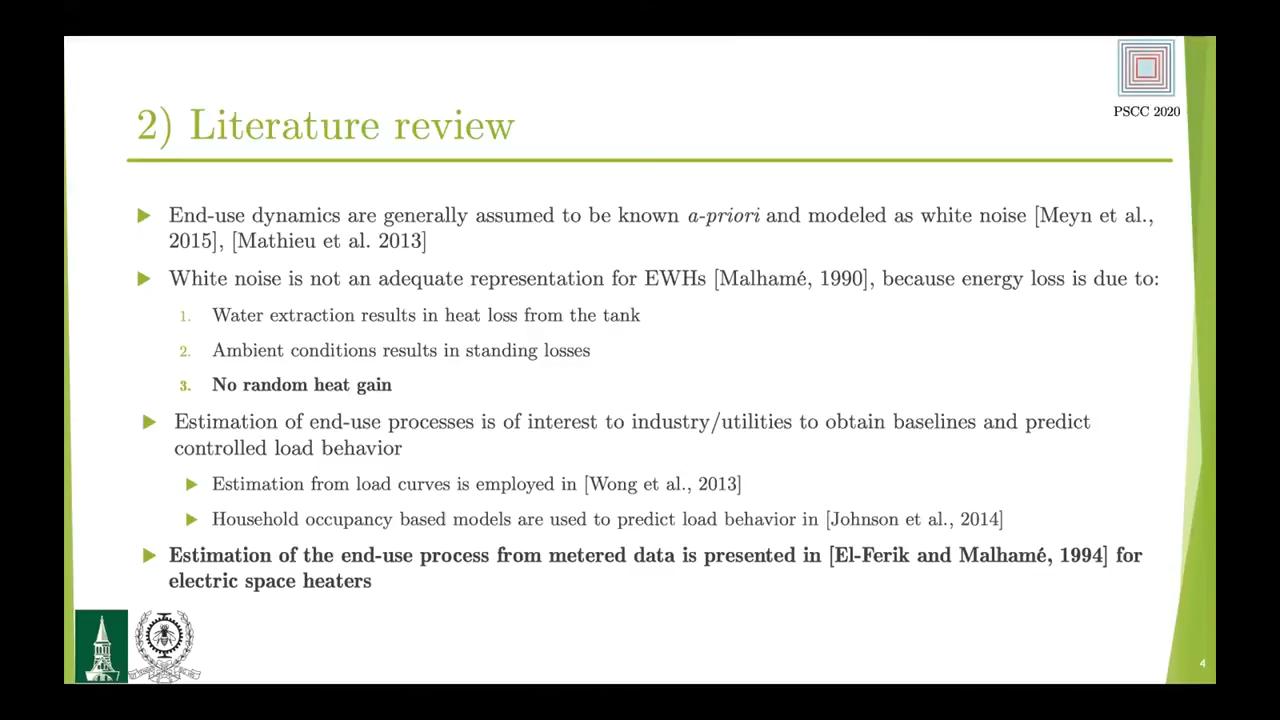 PSCC 2020
2) Literature review
▶ End-use dynamics are generally assumed to be known a-priori and modeled as white noise [Meyn et al.,
2015], [Mathieu et al. 2013]
▶ White noise is not an adequate representation for EWHs [Malhamé, 1990], because energy loss is due to:
1. Water extraction results in heat loss from the tank
2. Ambient conditions results in standing losses
3. No random heat gain
▶ Estimation of end-use processes is of interest to industry/utilities to obtain baselines and predict
controlled load behavior
▶ Estimation from load curves is employed in [Wong et al., 2013]
▶ Household occupancy based models are used to predict load behavior in [Johnson et al., 2014]
▶ Estimation of the end-use process from metered data is presented in [El-Ferik and Malhamé, 1994] for
electric space heaters
4